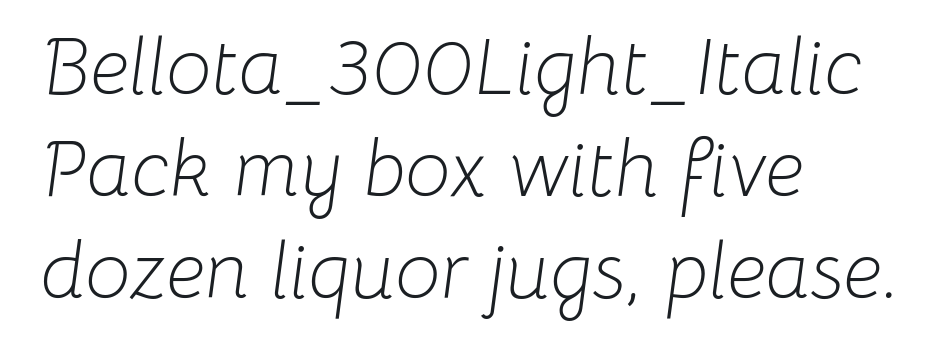 Bellota_300Light_Italic
Pack my box with five
dozen liquor jugs, please.